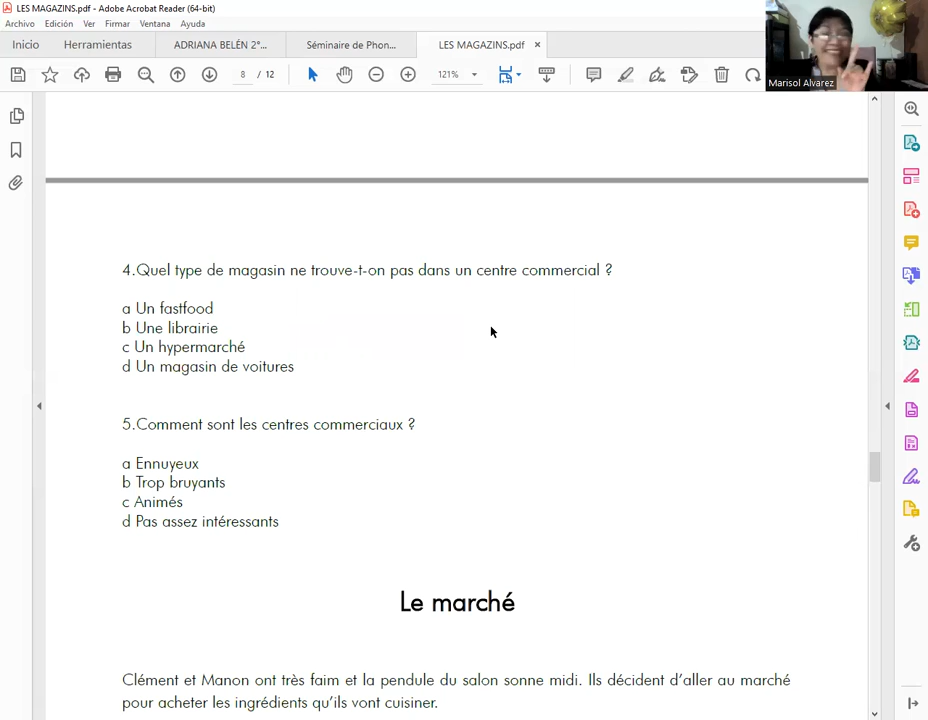 LES MAGAZINS.pdf - Adobe Acrobat Reader (64-bit)
Archivo Edición Ver Firmar Ventana Ayuda
Inicio Herramientas ADRIANA BELÉN 2°... Séminaire de Phon... LES MAGAZINS.pdf ×
8 / 12 121%
Marisol Alvarez
4.Quel type de magasin ne trouve-t-on pas dans un centre commercial ?
a Un fastfood
b Une librairie
c Un hypermarché
d Un magasin de voitures
5.Comment sont les centres commerciaux ?
a Ennuyeux
b Trop bruyants
c Animés
d Pas assez intéressants
Le marché
Clément et Manon ont très faim et la pendule du salon sonne midi. Ils décident d'aller au marché
pour acheter les ingrédients qu'ils vont cuisiner.